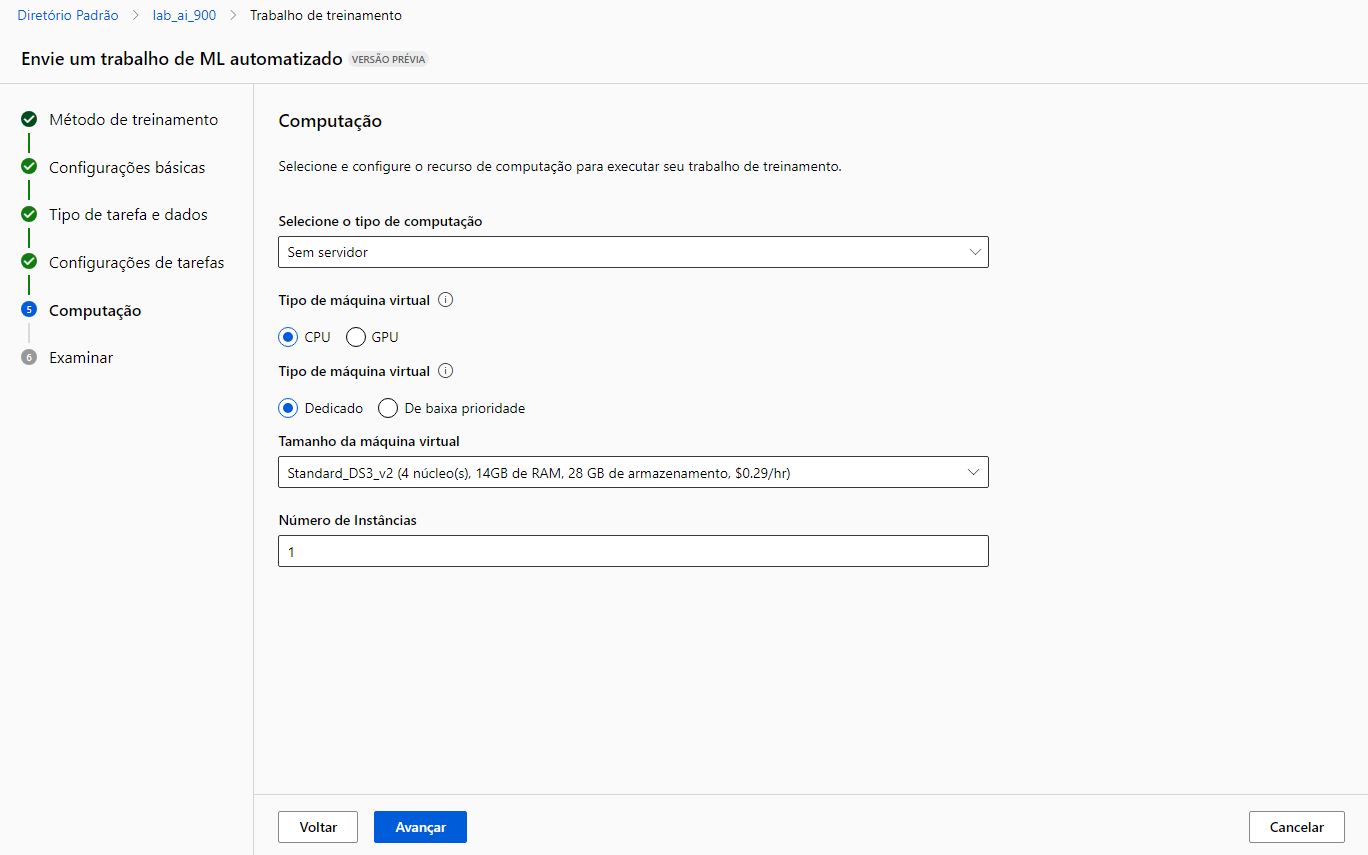 Diretório Padrão > lab_ai_900 > Trabalho de treinamento
Envie um trabalho de ML automatizado VERSÃO PRÉVIA
Método de treinamento
Configurações básicas
Tipo de tarefa e dados
Configurações de tarefas
5 Computação
6 Examinar
Computação
Selecione e configure o recurso de computação para executar seu trabalho de treinamento.
Selecione o tipo de computação
Sem servidor
Tipo de máquina virtual
CPU GPU
Tipo de máquina virtual
Dedicado De baixa prioridade
Tamanho da máquina virtual
Standard_DS3_v2 (4 núcleo(s), 14GB de RAM, 28 GB de armazenamento, $0.29/hr)
Número de Instâncias
1
Voltar Avançar Cancelar